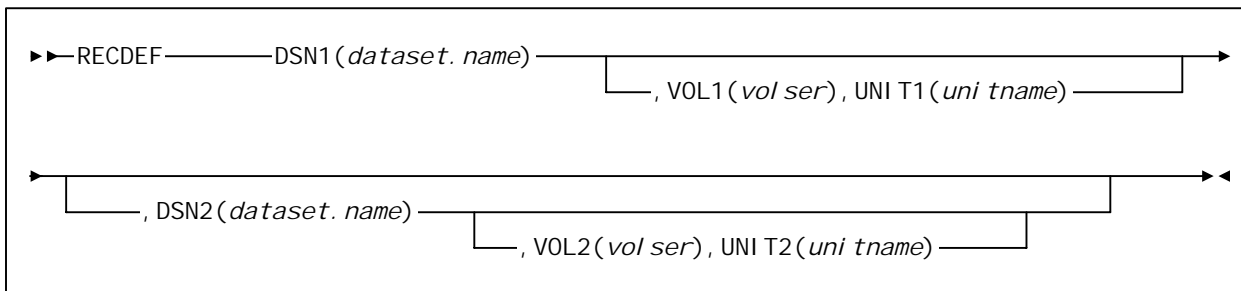 RECDEF DSN1(dataset.name)
,VOL1(volser),UNIT1(unitname)
,DSN2(dataset.name)
,VOL2(volser),UNIT2(unitname)